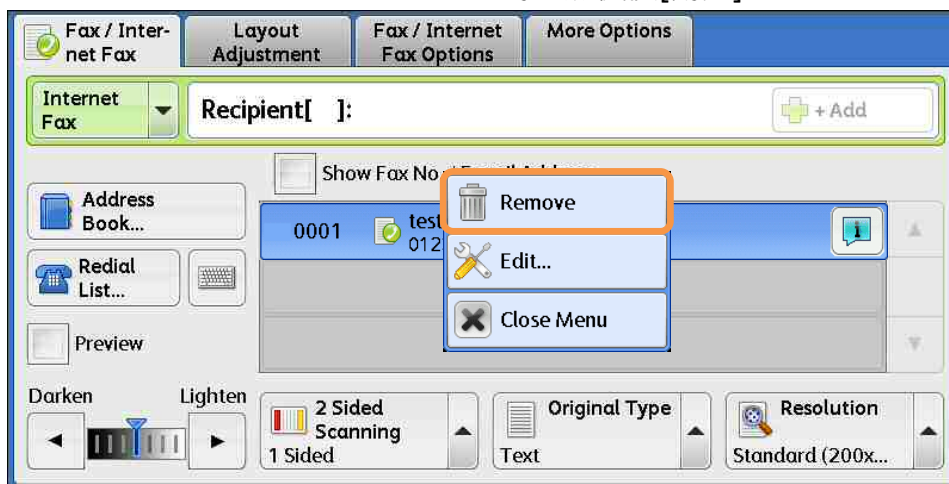 Fax / Inter-
net Fax
Layout
Adjustment
Fax / Internet
Fax Options
More Options
Internet
Fax
Recipient[ ]:
+ Add
Show Fax No
Address
Book...
Redial
List...
Preview
0001
test
012
Remove
Edit...
Close Menu
Darken
Lighten
2 Sided
Scanning
1 Sided
Original Type
Text
Resolution
Standard (200x...